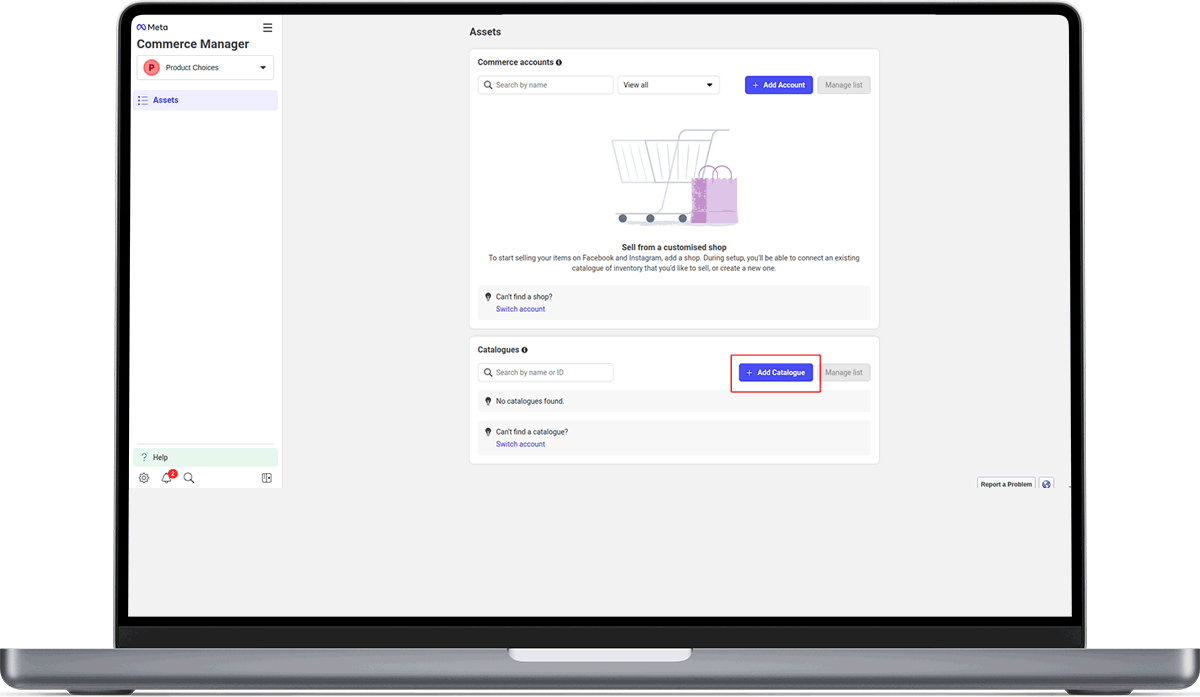 Meta
Commerce Manager
P Product Choices
Assets
Help
2
Assets
Commerce accounts
Search by name
View all
+ Add Account
Manage list
Sell from a customised shop
To start selling your items on Facebook and Instagram, add a shop. During setup, you'll be able to connect an existing
catalogue of inventory that you'd like to sell, or create a new one.
Can't find a shop?
Switch account
Catalogues
Search by name or ID
+ Add Catalogue
Manage list
No catalogues found.
Can't find a catalogue?
Switch account
Report a Problem